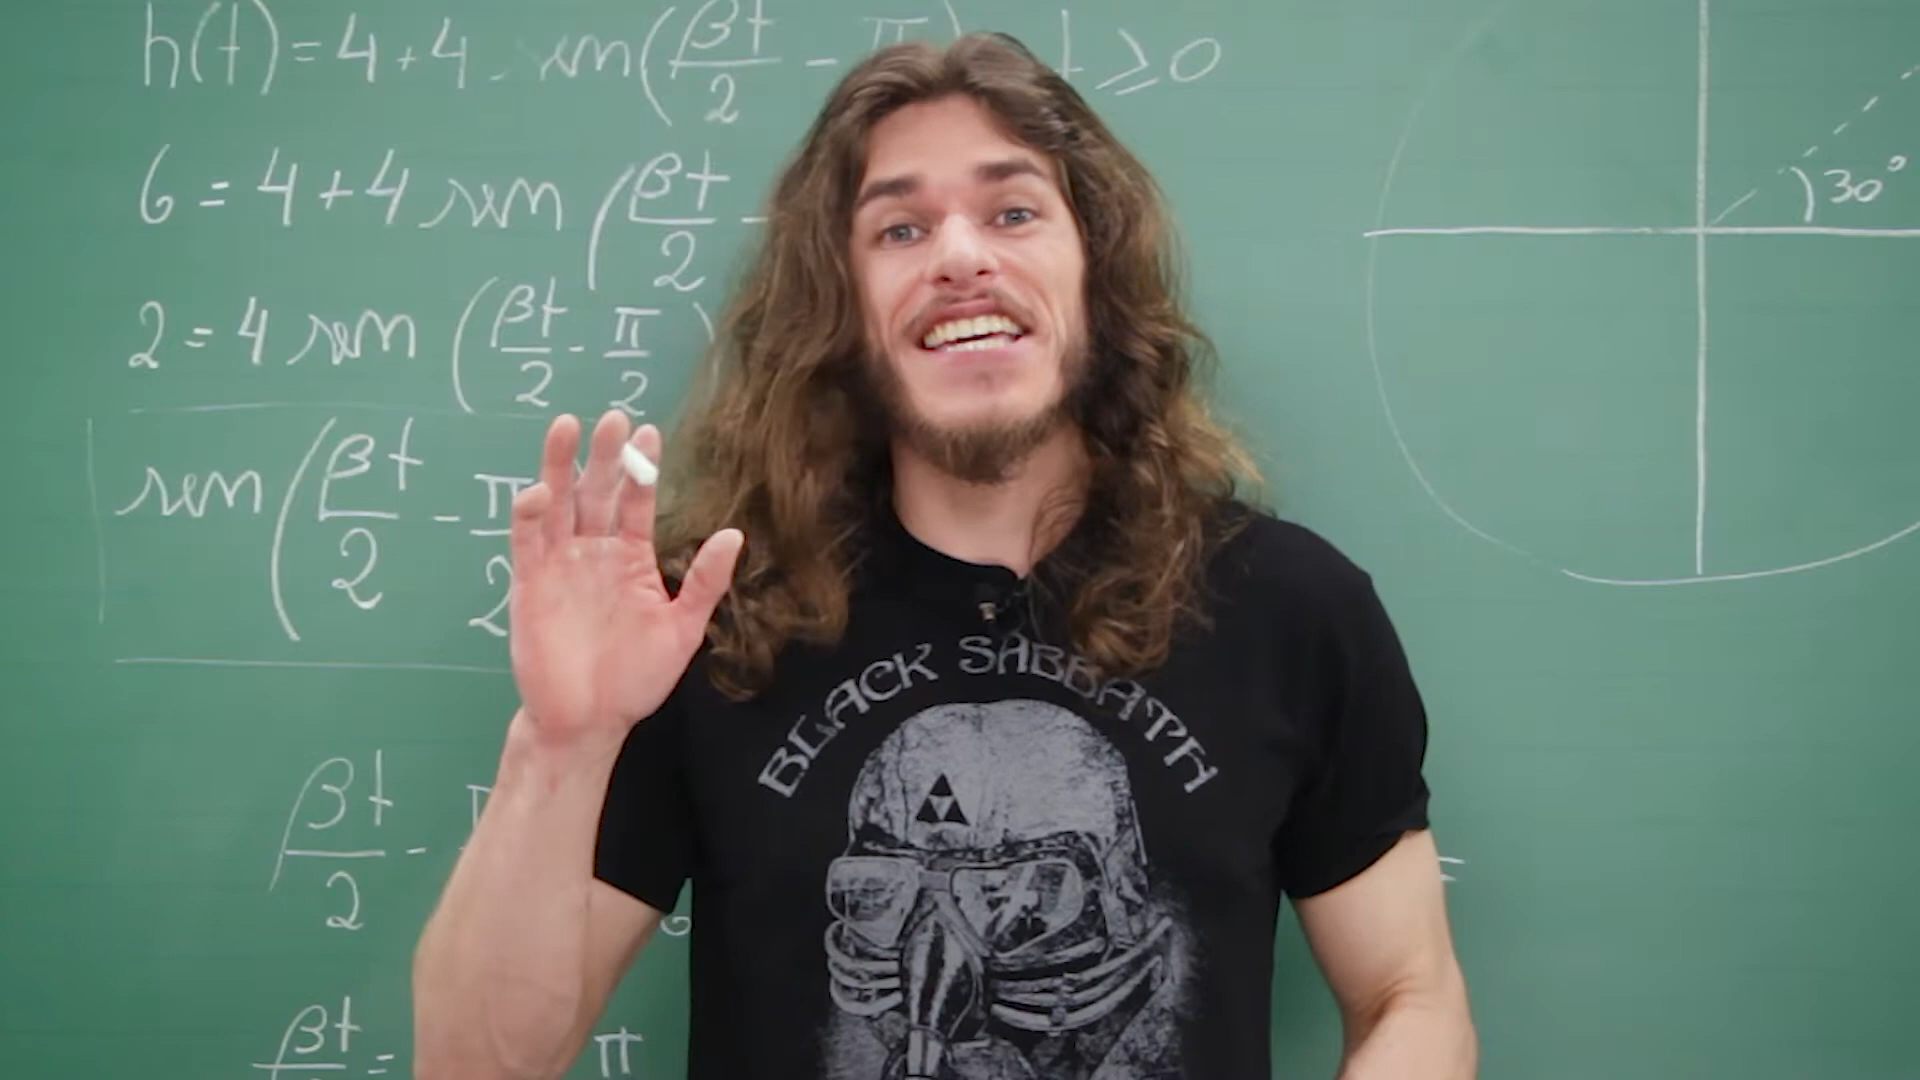 h(t) = 4 + 4 . sen(βt/2 - π t ≥ 0
6 = 4 + 4 sen (βt/2 -
2 = 4 sen (βt/2 - π/2)
sen (βt/2 - π/2
βt/2 -
βt = π
30°
BLACK SABBATH